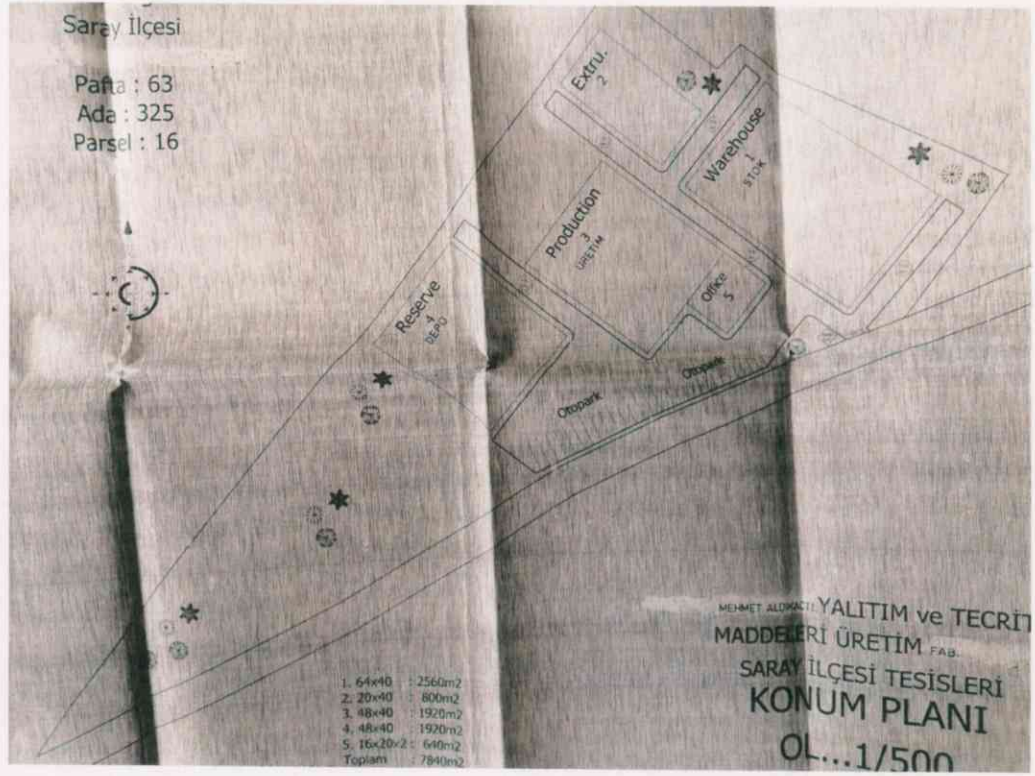 Saray İlçesi
Pafta : 63
Ada : 325
Parsel : 16
Extru.
2
Warehouse
1
STOK
Production
3
ÜRETİM
Office
5
Reserve
4
DEPO
Otopark
Otopark
1. 64x40 : 2560m2
2. 20x40 : 800m2
3. 48x40 : 1920m2
4. 48x40 : 1920m2
5. 16x20x2 : 640m2
Toplam : 7840m2
MEHMET YALITIM ve TECRİT
MADDELERİ ÜRETİM FAB.
SARAY İLÇESİ TESİSLERİ
KONUM PLANI
ÖL...1/500